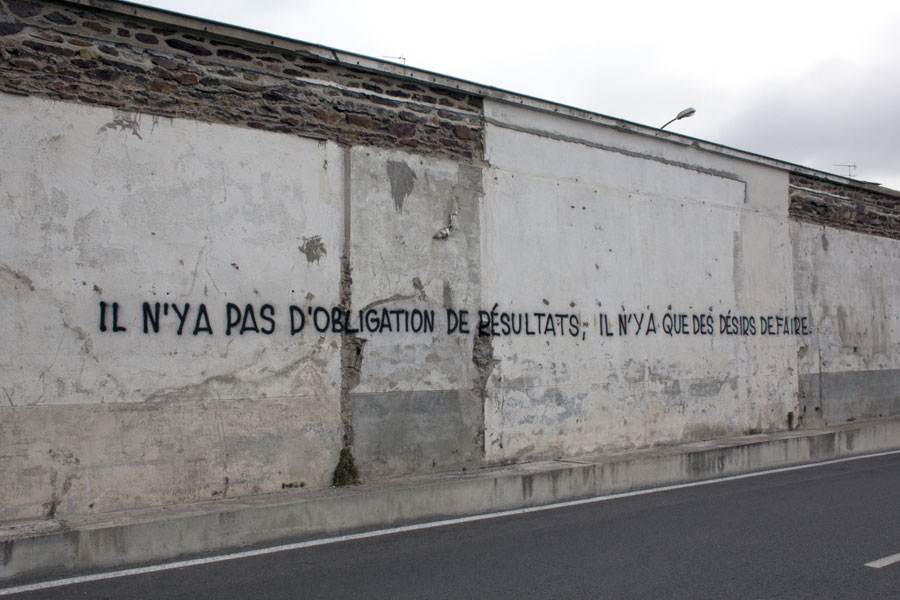 IL N'YA PAS D'OBLIGATION DE RÉSULTATS; IL N'YA QUE DES DÉSIRS DE FAIRE.